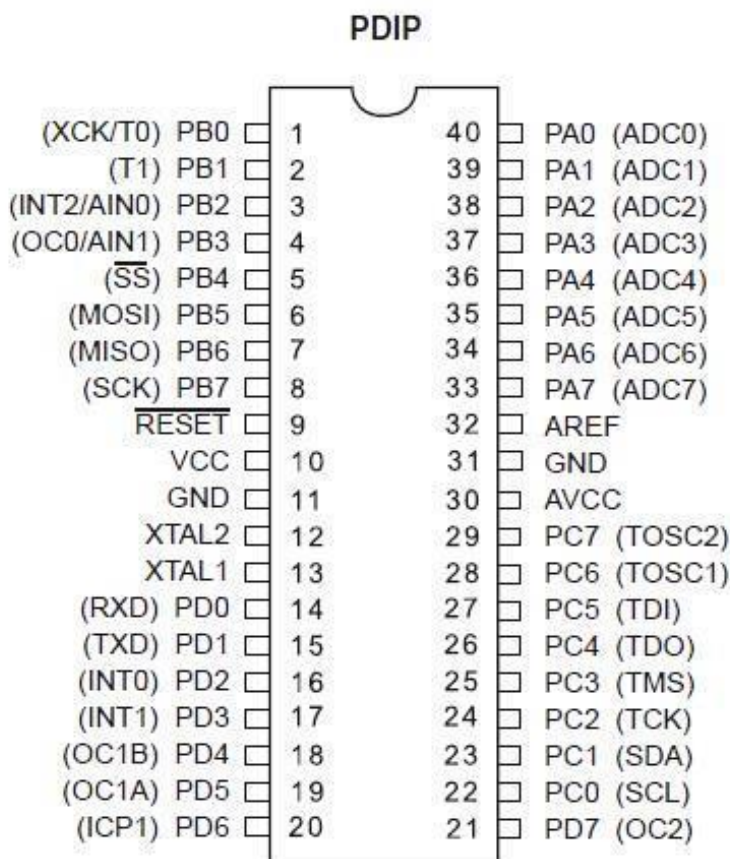 PDIP
(XCK/T0) PB0 1 40 PA0 (ADC0)
(T1) PB1 2 39 PA1 (ADC1)
(INT2/AIN0) PB2 3 38 PA2 (ADC2)
(OC0/AIN1) PB3 4 37 PA3 (ADC3)
(SS) PB4 5 36 PA4 (ADC4)
(MOSI) PB5 6 35 PA5 (ADC5)
(MISO) PB6 7 34 PA6 (ADC6)
(SCK) PB7 8 33 PA7 (ADC7)
RESET 9 32 AREF
VCC 10 31 GND
GND 11 30 AVCC
XTAL2 12 29 PC7 (TOSC2)
XTAL1 13 28 PC6 (TOSC1)
(RXD) PD0 14 27 PC5 (TDI)
(TXD) PD1 15 26 PC4 (TDO)
(INT0) PD2 16 25 PC3 (TMS)
(INT1) PD3 17 24 PC2 (TCK)
(OC1B) PD4 18 23 PC1 (SDA)
(OC1A) PD5 19 22 PC0 (SCL)
(ICP1) PD6 20 21 PD7 (OC2)